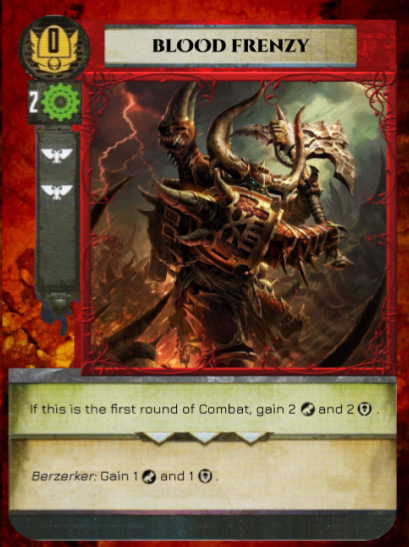 0
BLOOD FRENZY
2
If this is the first round of Combat, gain 2 and 2 .
Berzerker: Gain 1 and 1 .